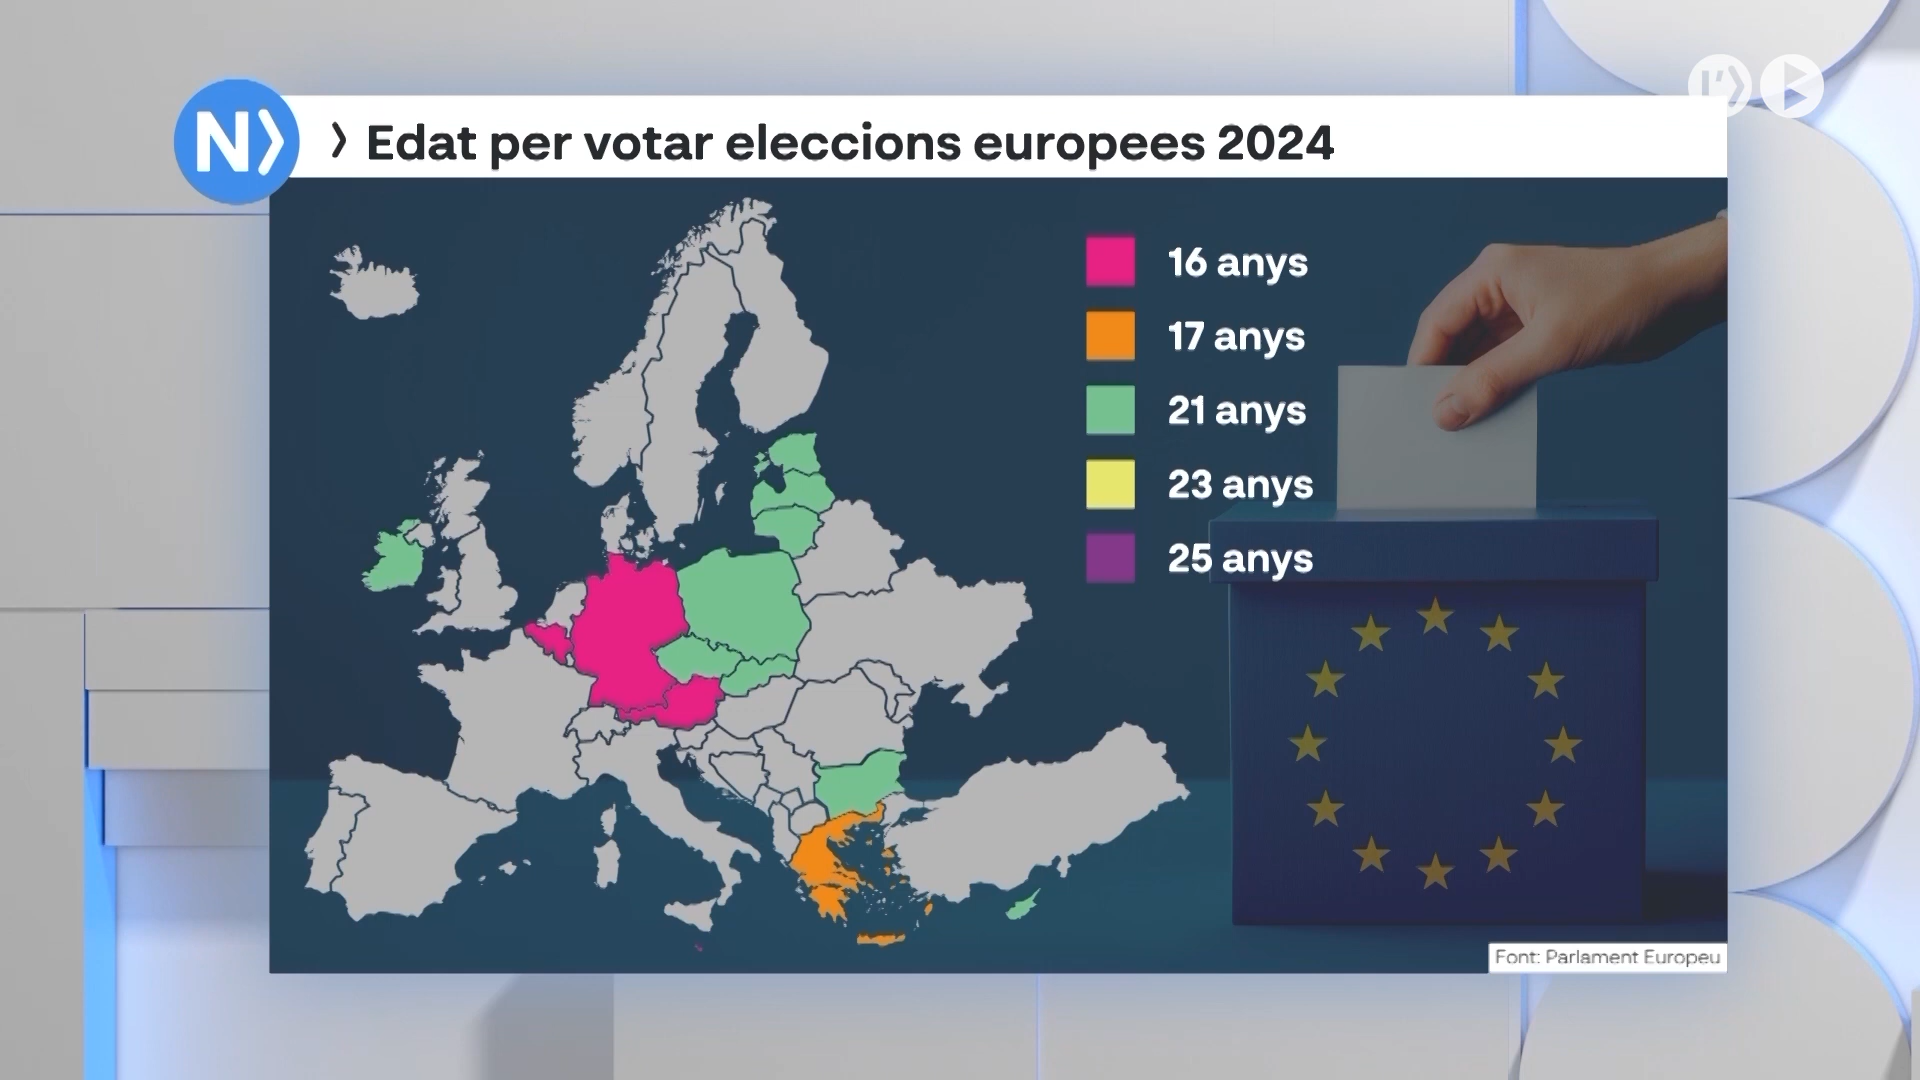 N
Edat per votar eleccions europees 2024
16 anys
17 anys
21 anys
23 anys
25 anys
Font: Parlament Europeu